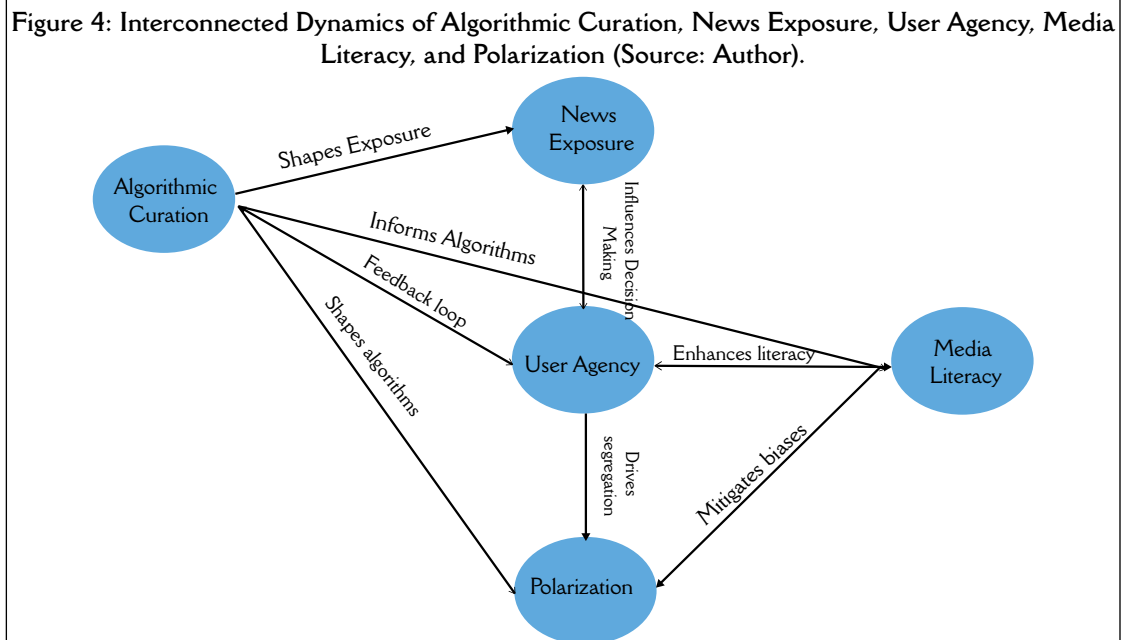 Figure 4: Interconnected Dynamics of Algorithmic Curation, News Exposure, User Agency, Media
Literacy, and Polarization (Source: Author).
News
Exposure
Shapes Exposure
Algorithmic
Curation
Influences Decision
Making
Informs Algorithms
Feedback loop
Shapes algorithms
User Agency
Enhances literacy
Media
Literacy
Drives
segregation
Mitigates biases
Polarization